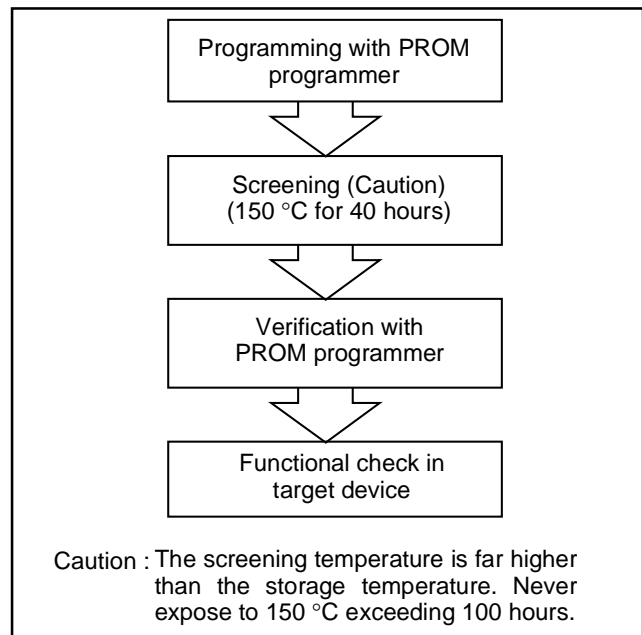 Programming with PROM
programmer
Screening (Caution)
(150 °C for 40 hours)
Verification with
PROM programmer
Functional check in
target device
Caution : The screening temperature is far higher
than the storage temperature. Never
expose to 150 °C exceeding 100 hours.